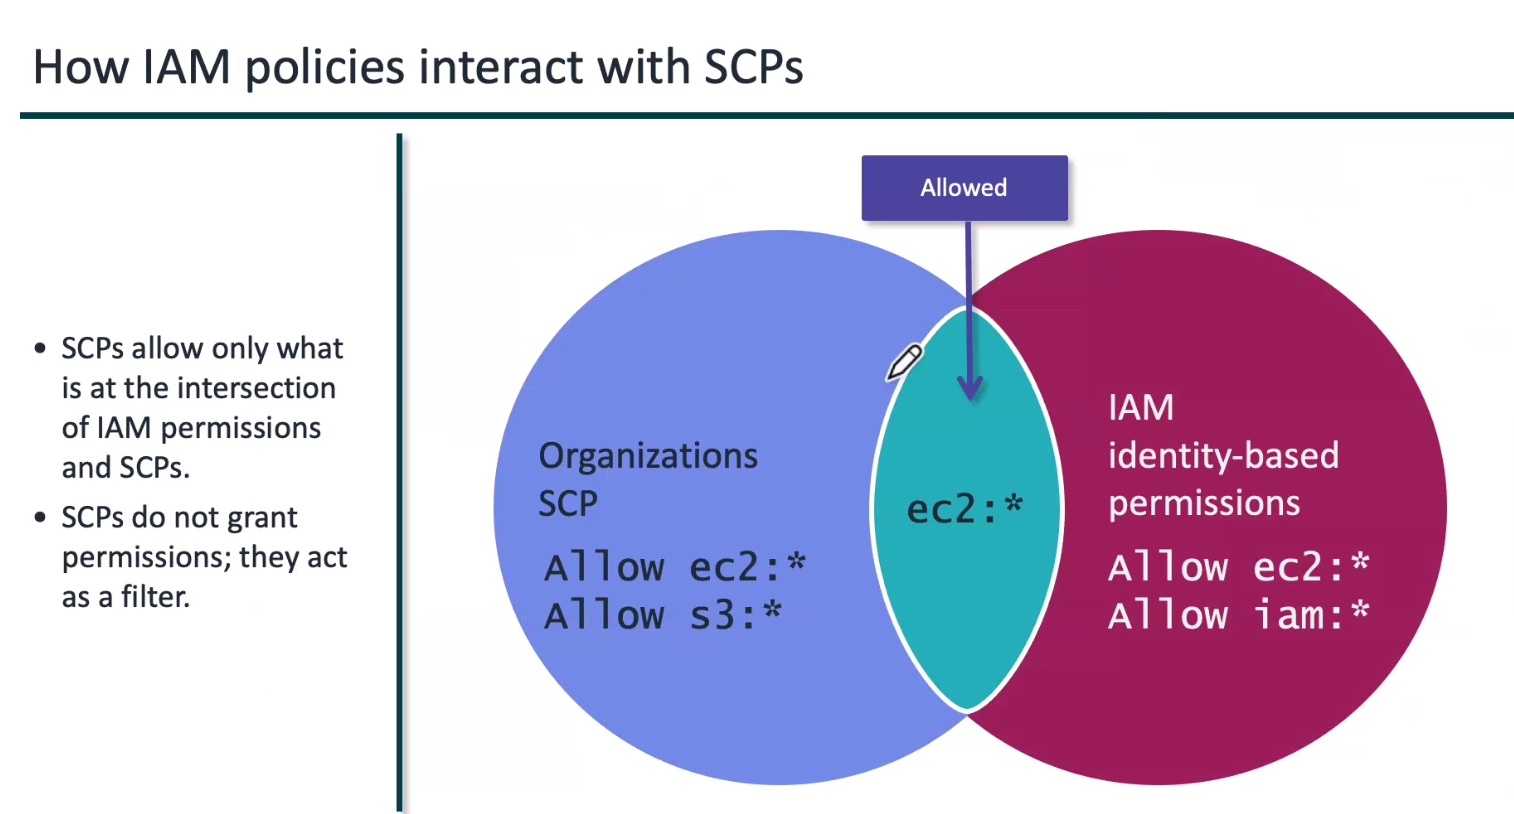 How IAM policies interact with SCPs
• SCPs allow only what
is at the intersection
of IAM permissions
and SCPs.
• SCPs do not grant
permissions; they act
as a filter.
Allowed
Organizations
SCP
Allow ec2:*
Allow s3:*
ec2:*
IAM
identity-based
permissions
Allow ec2:*
Allow iam:*